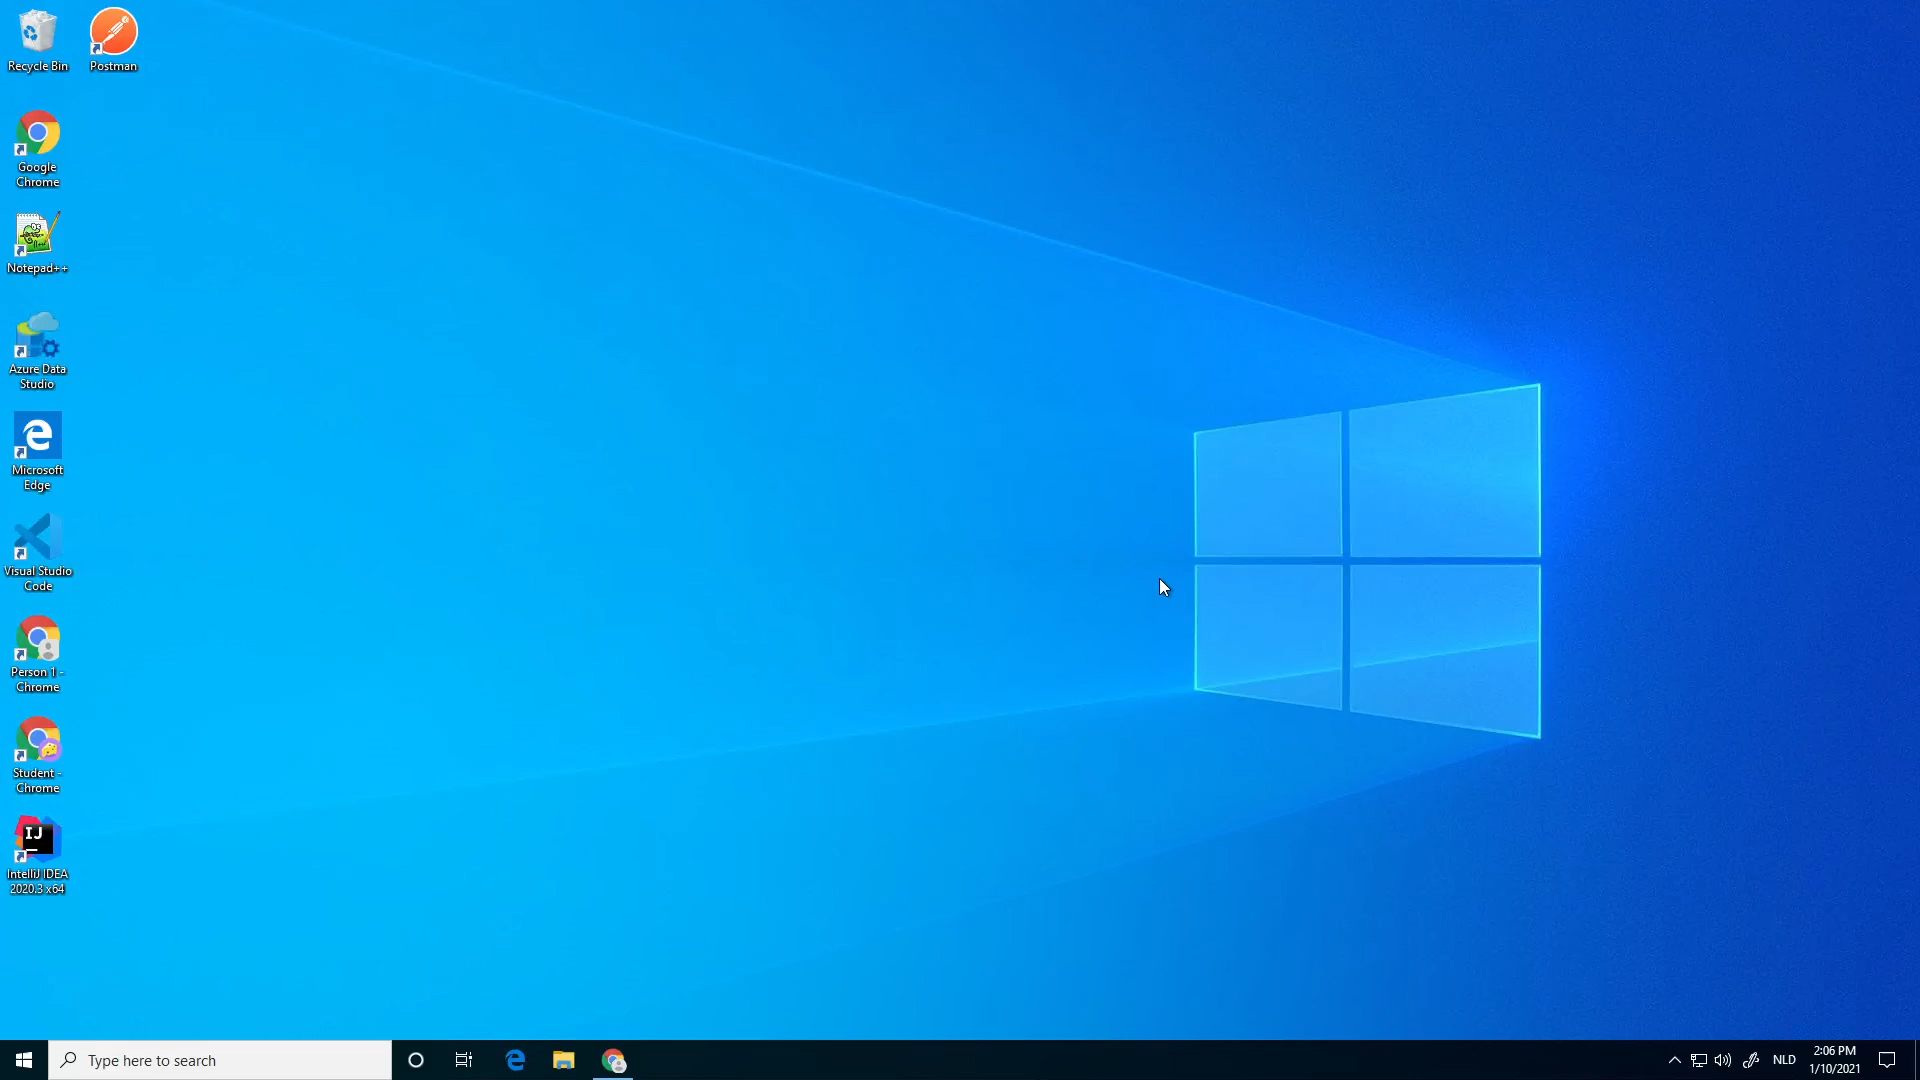 Recycle Bin
Postman
Google
Chrome
Notepad++
Azure Data
Studio
Microsoft
Edge
Visual Studio
Code
Person 1 -
Chrome
Student -
Chrome
IJ
IntelliJ IDEA
2020.3 x64
Type here to search
NLD
2:06 PM
1/10/2021